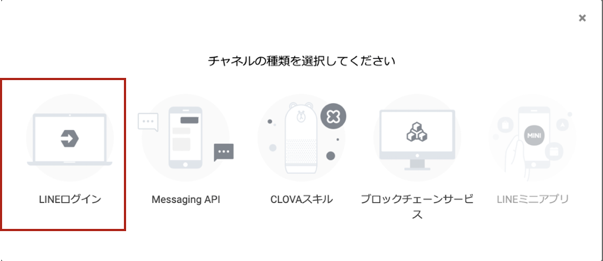 ×
チャネルの種類を選択してください
LINEログイン
Messaging API
CLOVAスキル
ブロックチェーンサービ
ス
MINI
LINEミニアプリ